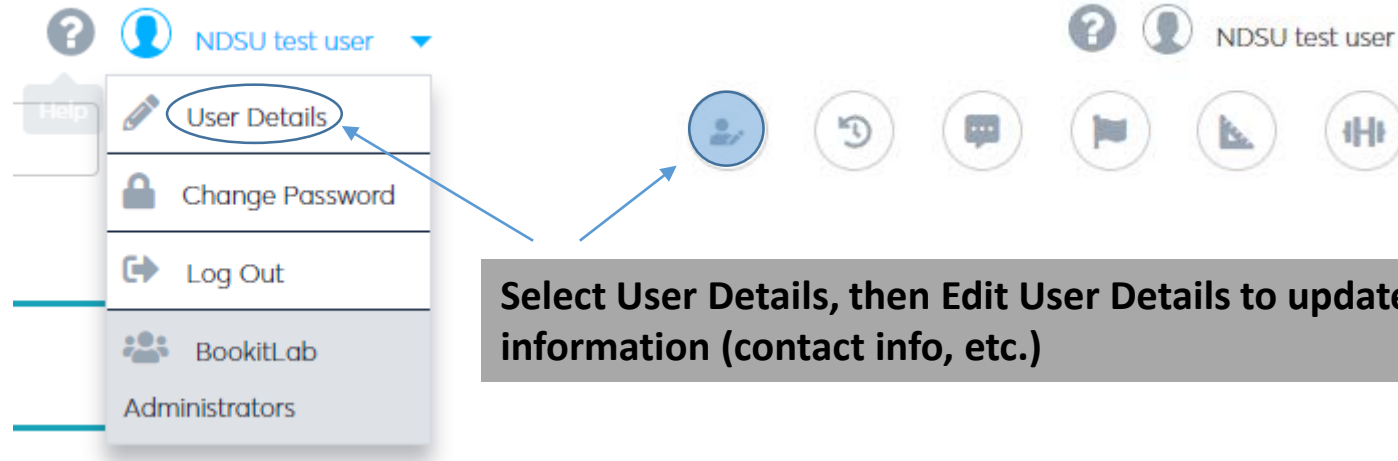 NDSU test user
NDSU test user
Help
User Details
Change Password
Log Out
BookitLab
Administrators
Select User Details, then Edit User Details to update
information (contact info, etc.)